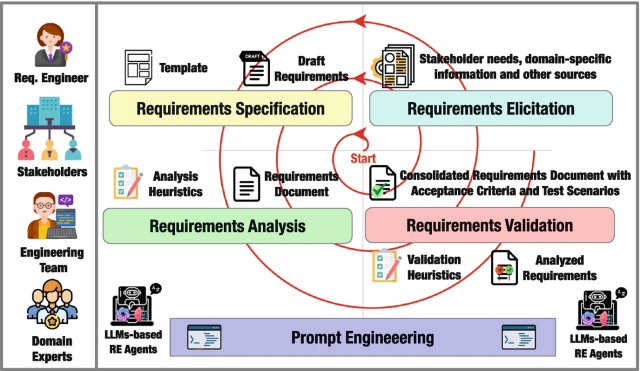 Req. Engineer
Stakeholders
Engineering
Team
Domain
Experts
Template
Draft
Requirements
Stakeholder needs, domain-specific
information and other sources
Requirements Specification
Requirements Elicitation
Start
Analysis
Heuristics
Requirements
Document
Consolidated Requirements Document with
Acceptance Criteria and Test Scenarios
Requirements Analysis
Requirements Validation
Validation
Heuristics
Analyzed
Requirements
LLMs-based
RE Agents
Prompt Engineeering
LLMs-based
RE Agents